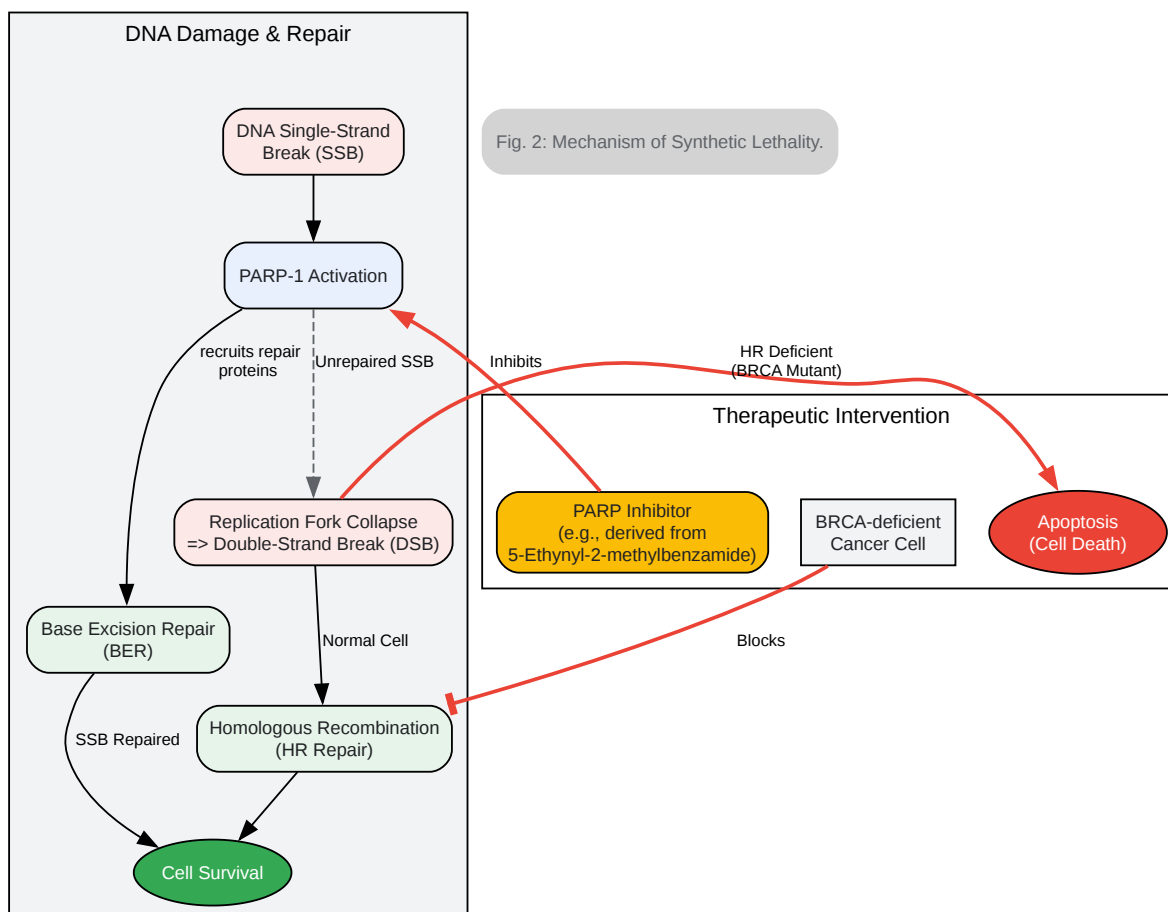 DNA Damage & Repair
DNA Single-Strand
Break (SSB)
Fig. 2: Mechanism of Synthetic Lethality.
PARP-1 Activation
recruits repair
proteins
Unrepaired SSB
Inhibits
HR Deficient
(BRCA Mutant)
Therapeutic Intervention
Replication Fork Collapse
=> Double-Strand Break (DSB)
PARP Inhibitor
(e.g., derived from
5-Ethynyl-2-methylbenzamide)
BRCA-deficient
Cancer Cell
Apoptosis
(Cell Death)
Base Excision Repair
(BER)
Normal Cell
Blocks
SSB Repaired
Homologous Recombination
(HR Repair)
Cell Survival